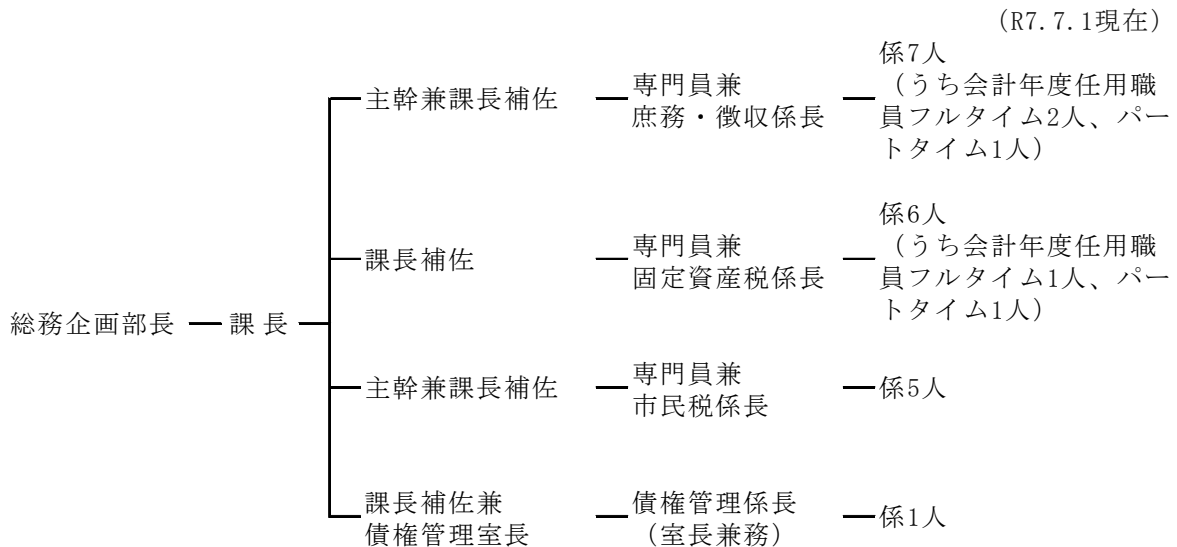 (R7.7.1現在)
主幹兼課長補佐
専門員兼
庶務・徴収係長
係7人
(うち会計年度任用職
員フルタイム2人、パー
トタイム1人)
課長補佐
専門員兼
固定資産税係長
係6人
(うち会計年度任用職
員フルタイム1人、パー
トタイム1人)
総務企画部長
課 長
主幹兼課長補佐
専門員兼
市民税係長
係5人
課長補佐兼
債権管理室長
債権管理係長
(室長兼務)
係1人